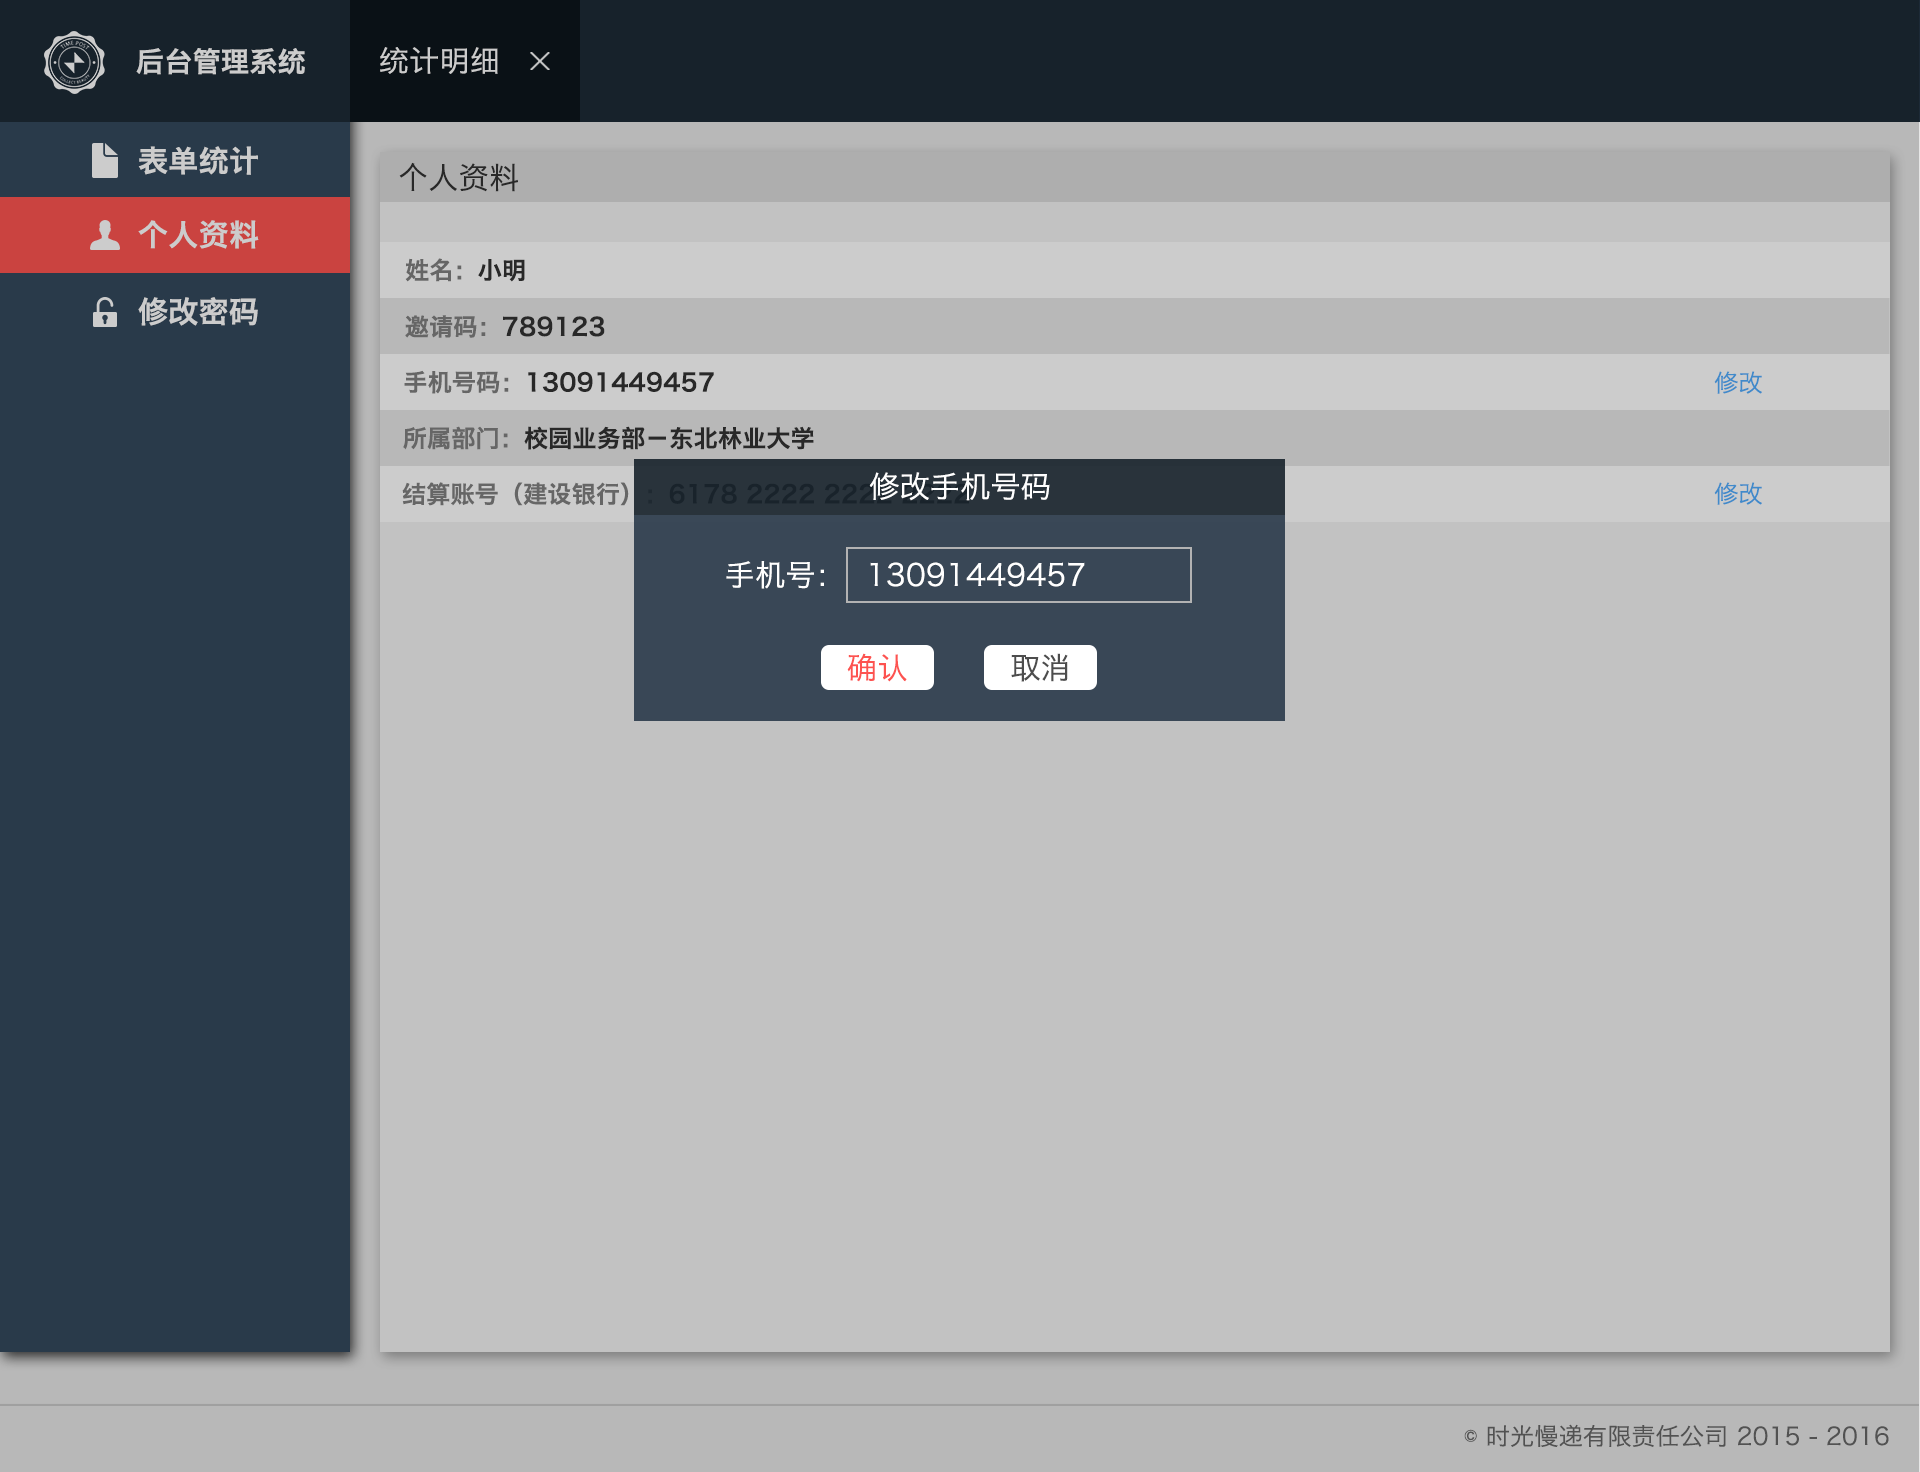 TIME POST
后台管理系统
统计明细
表单统计
个人资料
修改密码
个人资料
姓名：小明
邀请码：789123
手机号码：13091449457 修改
所属部门：校园业务部－东北林业大学
结算账号（建设银行）：6178 2222 222 修改
修改手机号码
手机号：13091449457
确认 取消
© 时光慢递有限责任公司 2015 - 2016